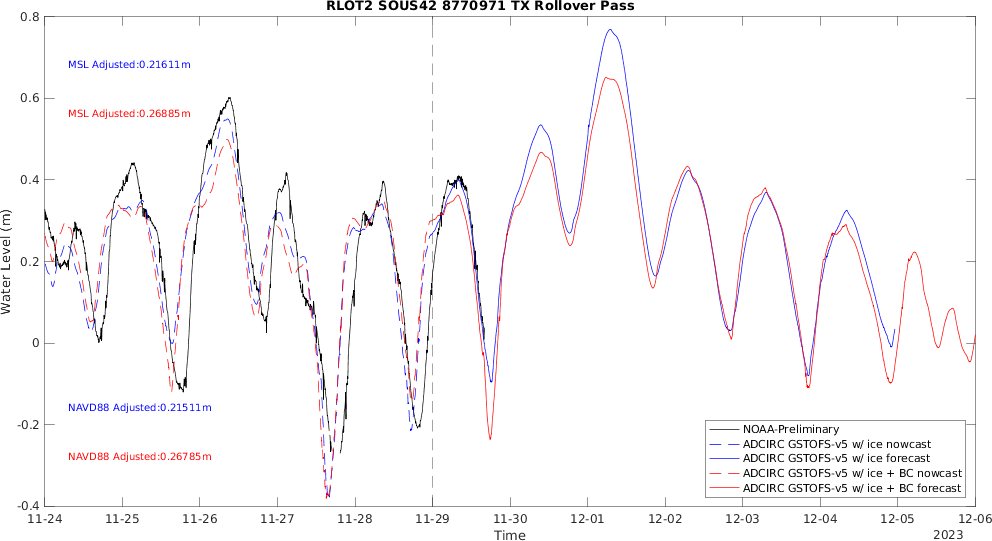 RLOT2 SOUS42 8770971 TX Rollover Pass
0.8
0.6
0.4
0.2
0
-0.2
-0.4
Water Level (m)
MSL Adjusted:0.21611m
MSL Adjusted:0.26885m
NAVD88 Adjusted:0.21511m
NAVD88 Adjusted:0.26785m
NOAA-Preliminary
ADCIRC GSTOFS-v5 w/ ice nowcast
ADCIRC GSTOFS-v5 w/ ice forecast
ADCIRC GSTOFS-v5 w/ ice + BC nowcast
ADCIRC GSTOFS-v5 w/ ice + BC forecast
11-24 11-25 11-26 11-27 11-28 11-29 11-30 12-01 12-02 12-03 12-04 12-05 12-06
Time
2023